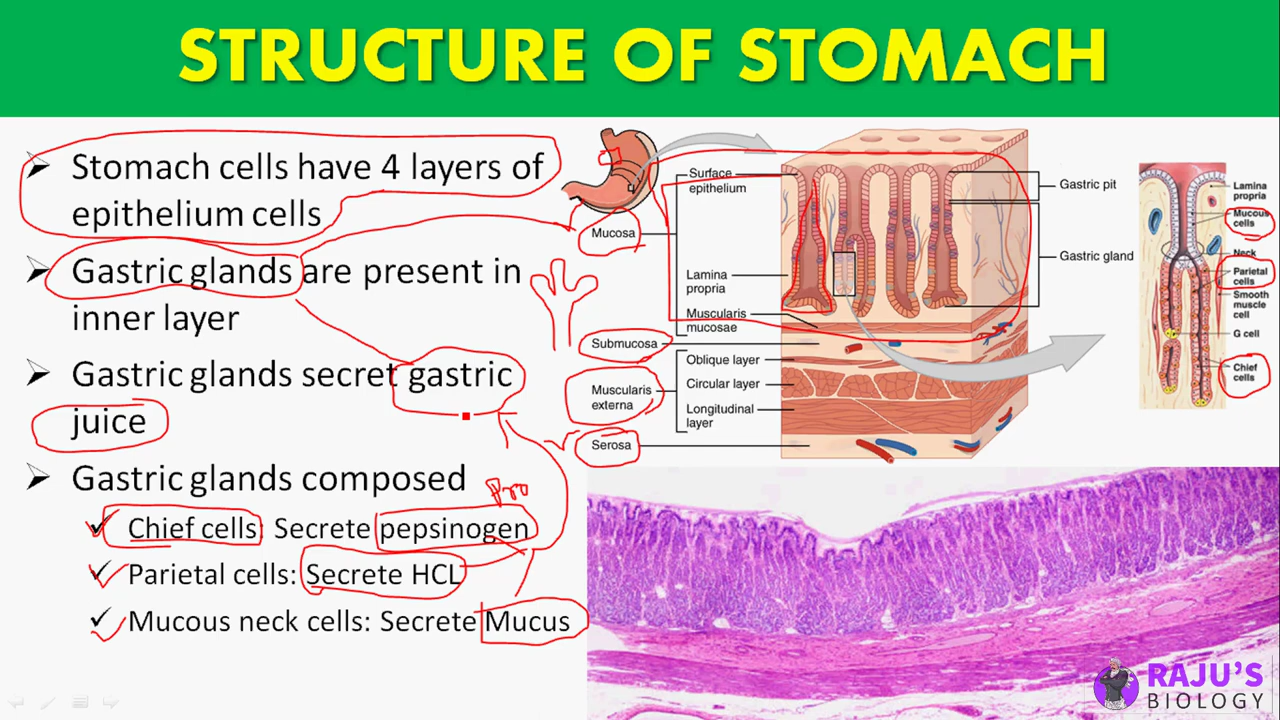 STRUCTURE OF STOMACH
Stomach cells have 4 layers of
epithelium cells
Gastric glands are present in
inner layer
Gastric glands secret gastric
juice
Gastric glands composed
Pro
Chief cells: Secrete pepsinogen
Parietal cells: Secrete HCL
Mucous neck cells: Secrete Mucus
Surface
epithelium
Mucosa
Lamina
propria
Muscularis
mucosae
Submucosa
Oblique layer
Muscularis
externa
Circular layer
Longitudinal
layer
Serosa
Gastric pit
Gastric gland
Lamina
propria
Mucous
cells
Neck
Parietal
cells
Smooth
muscle
cell
G cell
Chief
cells
RAJU'S
BIOLOGY